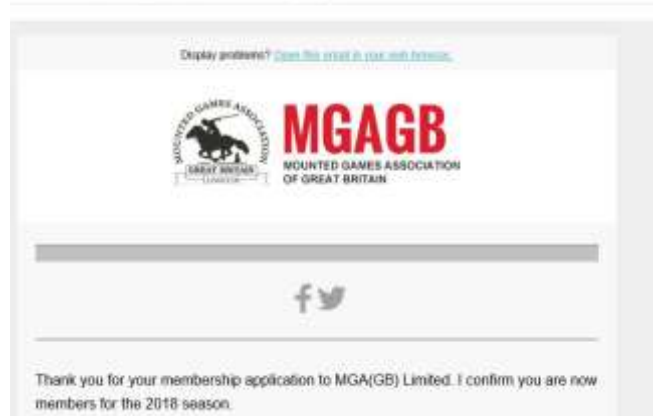 Display problems? Open this email in your web browser.
MOUNTED GAMES ASSOCIATION
GREAT BRITAIN
MGAGB
MOUNTED GAMES ASSOCIATION
OF GREAT BRITAIN
Thank you for your membership application to MGA(GB) Limited. I confirm you are now
members for the 2018 season.